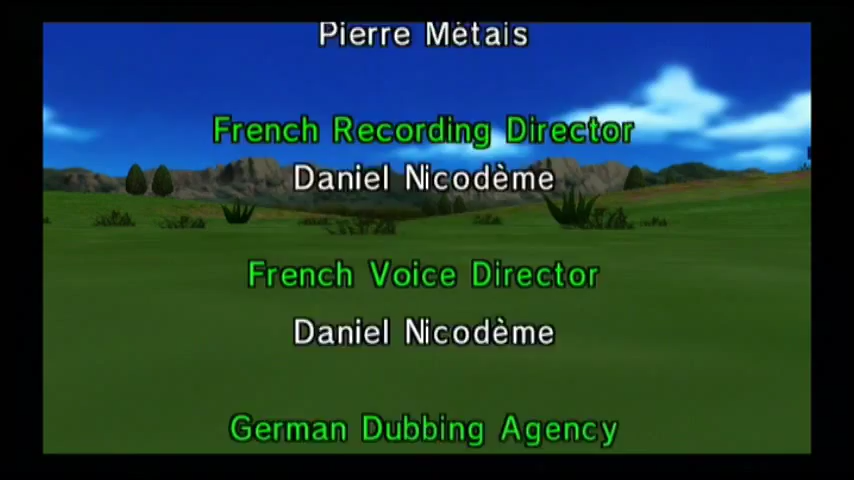 Pierre Métais
French Recording Director
Daniel Nicodème
French Voice Director
Daniel Nicodème
German Dubbing Agency